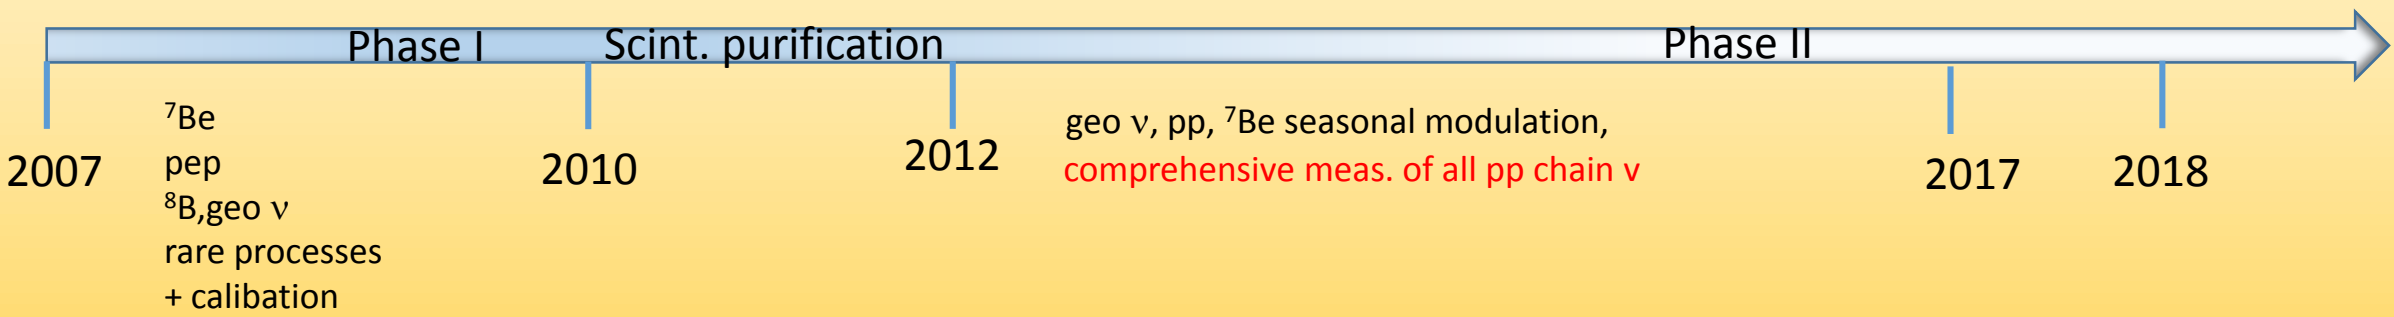 Phase I
Scint. purification
Phase II
2007
⁷Be
pep
⁸B,geo ν
rare processes
+ calibation
2010
2012
geo ν, pp, ⁷Be seasonal modulation,
comprehensive meas. of all pp chain ν
2017
2018